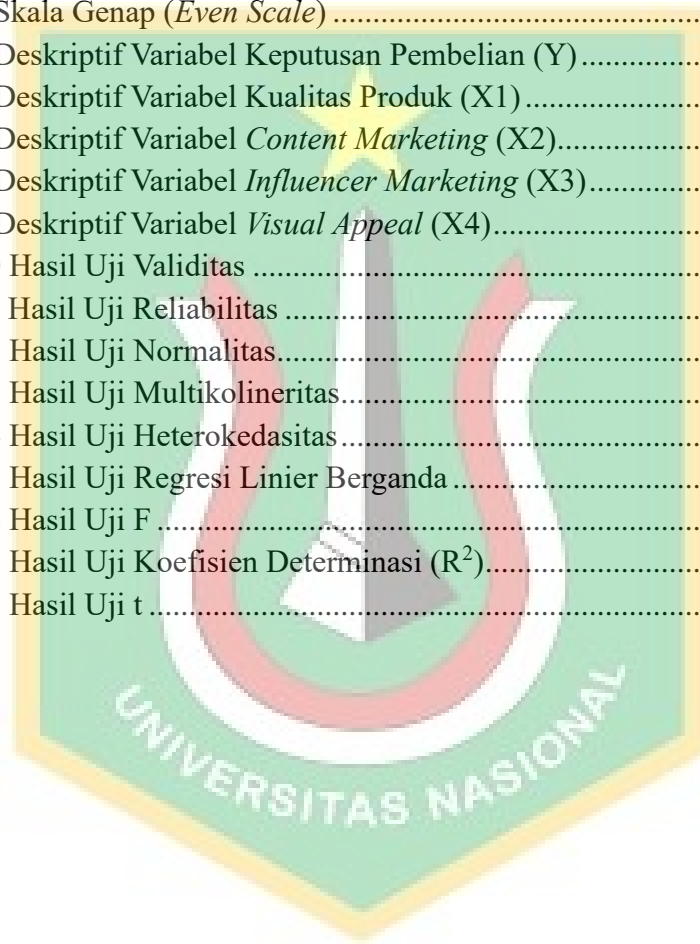 Skala Genap (Even Scale) ........................................
Deskriptif Variabel Keputusan Pembelian (Y) ...............
Deskriptif Variabel Kualitas Produk (X1) ......................
Deskriptif Variabel Content Marketing (X2)..................
Deskriptif Variabel Influencer Marketing (X3)..............
Deskriptif Variabel Visual Appeal (X4).........................
Hasil Uji Validitas ....................................................
Hasil Uji Reliabilitas ................................................
Hasil Uji Normalitas.................................................
Hasil Uji Multikolineritas..........................................
Hasil Uji Heterokedasitas ..........................................
Hasil Uji Regresi Linier Berganda ..............................
Hasil Uji F ...............................................................
Hasil Uji Koefisien Determinasi (R²)..........................
Hasil Uji t ................................................................
UNIVERSITAS NASIONAL